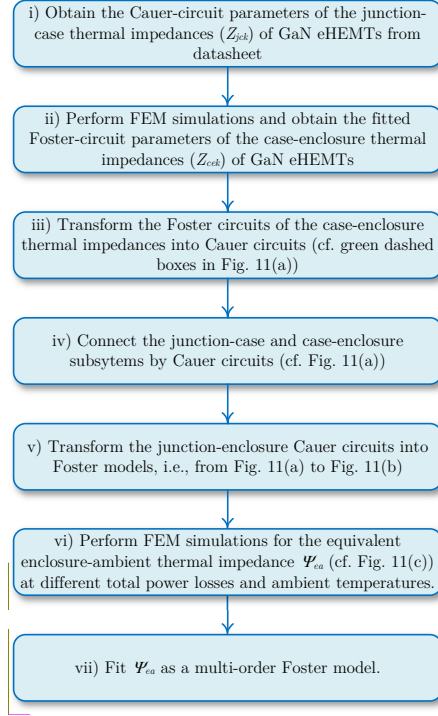 i) Obtain the Cauer-circuit parameters of the junction-
case thermal impedances (Zjck) of GaN eHEMTs from
datasheet
ii) Perform FEM simulations and obtain the fitted
Foster-circuit parameters of the case-enclosure thermal
impedances (Zcek) of GaN eHEMTs
iii) Transform the Foster circuits of the case-enclosure
thermal impedances into Cauer circuits (cf. green dashed
boxes in Fig. 11(a))
iv) Connect the junction-case and case-enclosure
subsytems by Cauer circuits (cf. Fig. 11(a))
v) Transform the junction-enclosure Cauer circuits into
Foster models, i.e., from Fig. 11(a) to Fig. 11(b)
vi) Perform FEM simulations for the equivalent
enclosure-ambient thermal impedance Ψea (cf. Fig. 11(c))
at different total power losses and ambient temperatures.
vii) Fit Ψea as a multi-order Foster model.